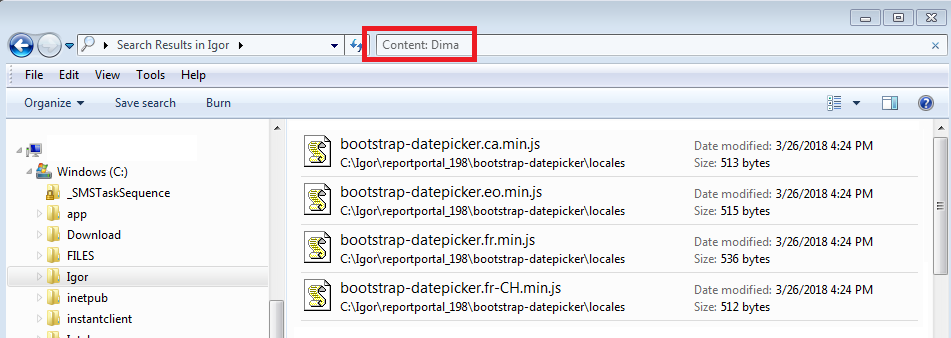 Search Results in Igor
Content: Dima
File Edit View Tools Help
Organize Save search Burn
Windows (C:)
_SMSTaskSequence
app
Download
FILES
Igor
inetpub
instantclient
bootstrap-datepicker.ca.min.js
C:\Igor\reportportal_198\bootstrap-datepicker\locales
Date modified: 3/26/2018 4:24 PM
Size: 513 bytes
bootstrap-datepicker.eo.min.js
C:\Igor\reportportal_198\bootstrap-datepicker\locales
Date modified: 3/26/2018 4:24 PM
Size: 515 bytes
bootstrap-datepicker.fr.min.js
C:\Igor\reportportal_198\bootstrap-datepicker\locales
Date modified: 3/26/2018 4:24 PM
Size: 536 bytes
bootstrap-datepicker.fr-CH.min.js
C:\Igor\reportportal_198\bootstrap-datepicker\locales
Date modified: 3/26/2018 4:24 PM
Size: 512 bytes